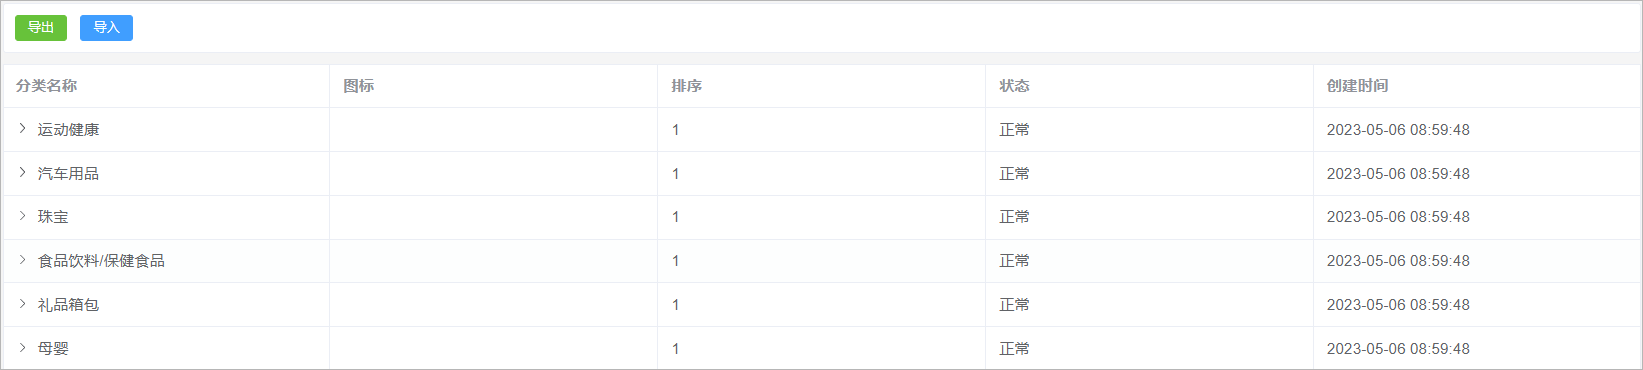 导出 导入
分类名称 图标 排序 状态 创建时间
运动健康 1 正常 2023-05-06 08:59:48
汽车用品 1 正常 2023-05-06 08:59:48
珠宝 1 正常 2023-05-06 08:59:48
食品饮料/保健食品 1 正常 2023-05-06 08:59:48
礼品箱包 1 正常 2023-05-06 08:59:48
母婴 1 正常 2023-05-06 08:59:48